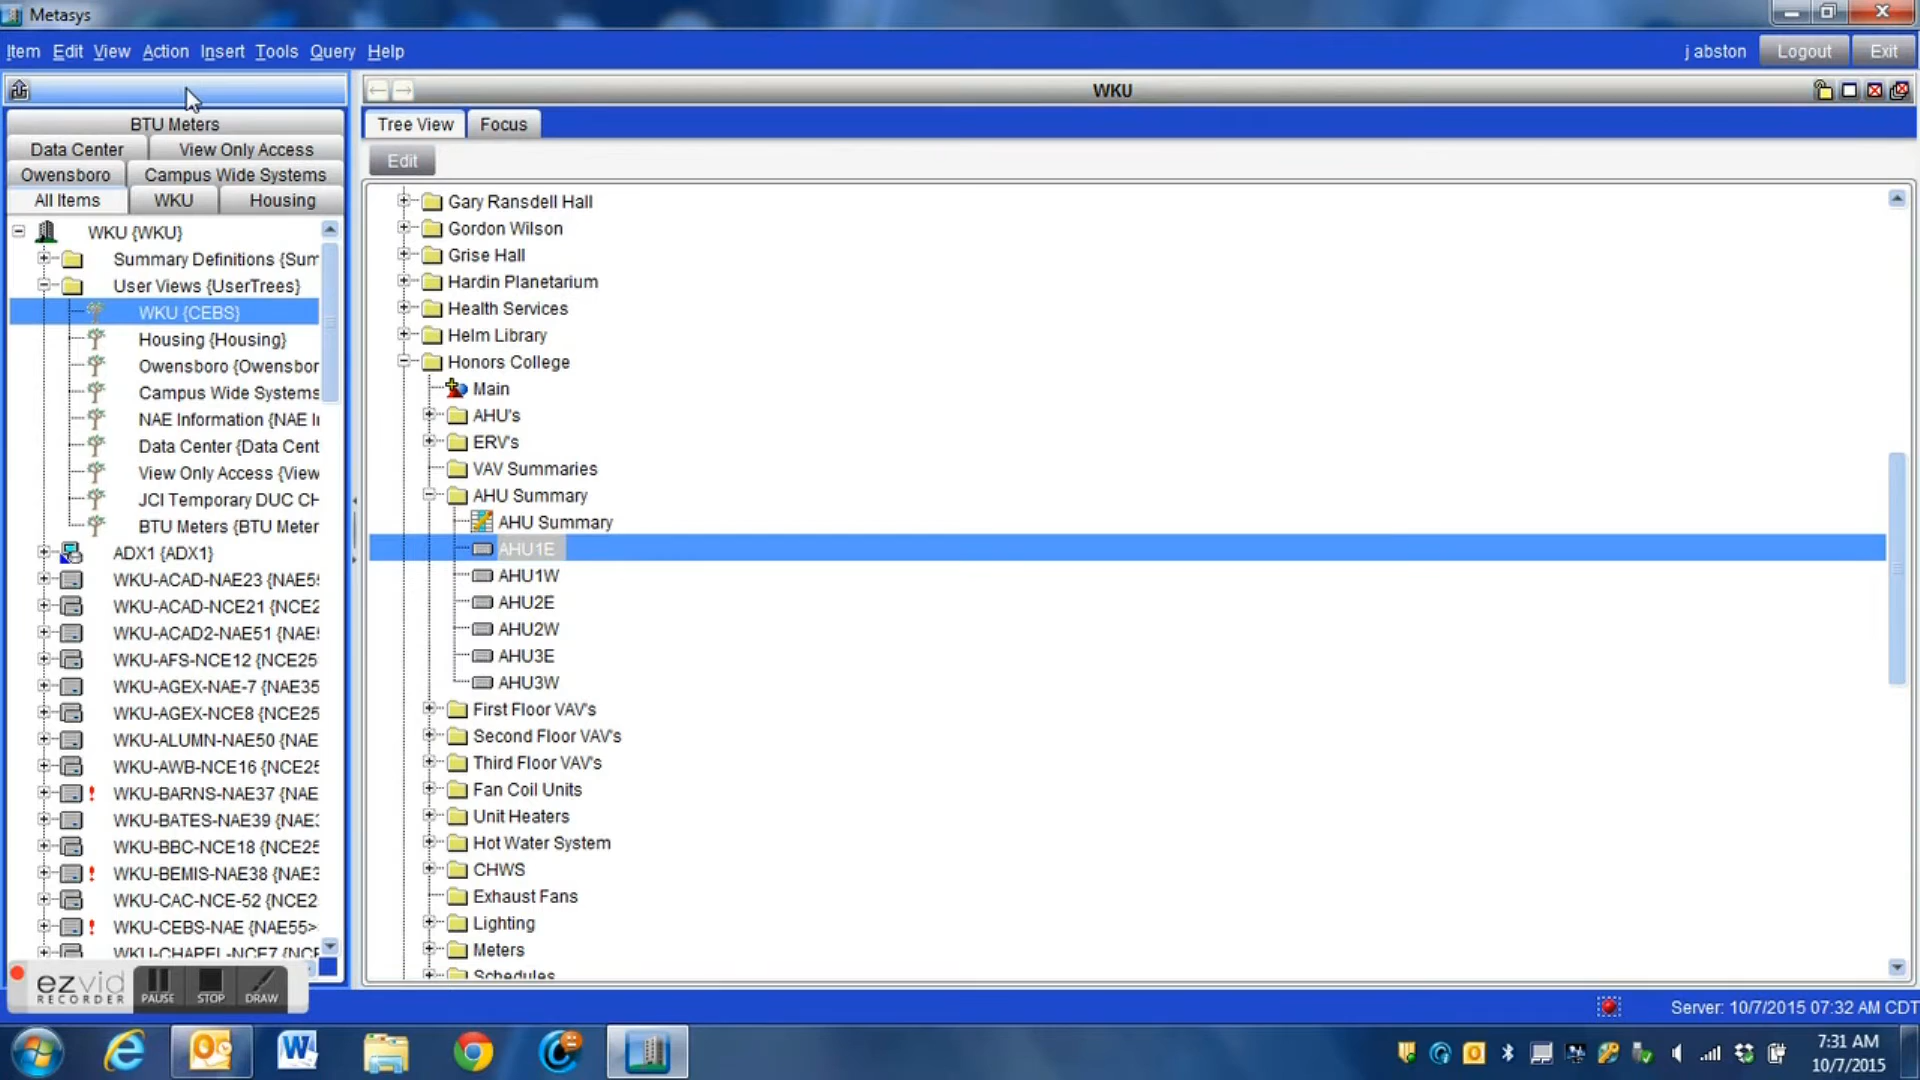 Metasys
Item Edit View Action Insert Tools Query Help
j abston Logout Exit
WKU
BTU Meters
Data Center View Only Access
Owensboro Campus Wide Systems
All Items WKU Housing
WKU {WKU}
Summary Definitions {Sum
User Views {UserTrees}
WKU {CEBS}
Housing {Housing}
Owensboro {Owensbor
Campus Wide Systems
NAE Information {NAE I
Data Center {Data Cent
View Only Access {View
JCI Temporary DUC CH
BTU Meters {BTU Meter
ADX1 {ADX1}
WKU-ACAD-NAE23 {NAE5
WKU-ACAD-NCE21 {NCE2
WKU-ACAD2-NAE51 {NAE
WKU-AFS-NCE12 {NCE25
WKU-AGEX-NAE-7 {NAE35
WKU-AGEX-NCE8 {NCE25
WKU-ALUMN-NAE50 {NAE
WKU-AWB-NCE16 {NCE25
WKU-BARNS-NAE37 {NAE
WKU-BATES-NAE39 {NAE
WKU-BBC-NCE18 {NCE25
WKU-BEMIS-NAE38 {NAE3
WKU-CAC-NCE-52 {NCE2
WKU-CEBS-NAE {NAE55>
WKU-CHAPEL-NCE7 {NCE
Tree View Focus
Edit
Gary Ransdell Hall
Gordon Wilson
Grise Hall
Hardin Planetarium
Health Services
Helm Library
Honors College
Main
AHU's
ERV's
VAV Summaries
AHU Summary
AHU Summary
AHU1E
AHU1W
AHU2E
AHU2W
AHU3E
AHU3W
First Floor VAV's
Second Floor VAV's
Third Floor VAV's
Fan Coil Units
Unit Heaters
Hot Water System
CHWS
Exhaust Fans
Lighting
Meters
Schedules
ezvid
RECORDER
PAUSE STOP DRAW
Server: 10/7/2015 07:32 AM CDT
7:31 AM
10/7/2015